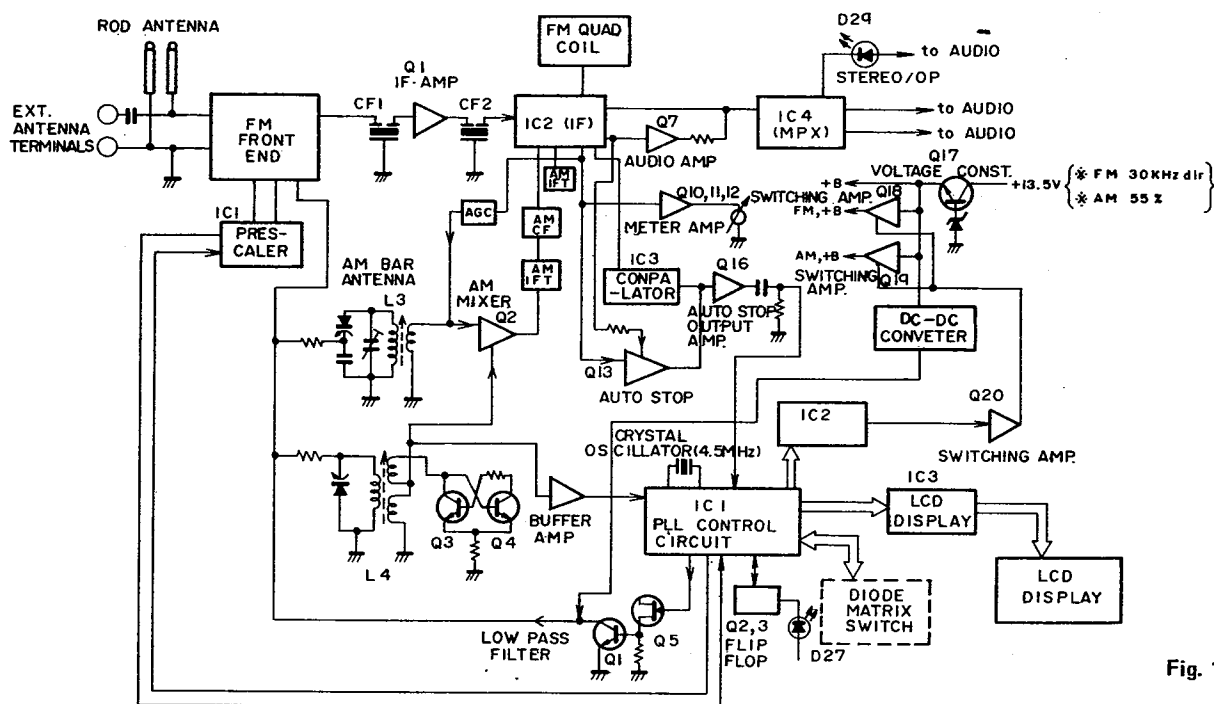 ROD ANTENNA
EXT.
ANTENNA
TERMINALS
FM
FRONT
END
CF1
Q1
IF-AMP
CF2
FM QUAD
COIL
IC2 (IF)
Q7
AUDIO AMP
IC4
(MPX)
D29
STEREO/OP
to AUDIO
to AUDIO
to AUDIO
Q17
VOLTAGE CONST.
+13.5V
※ FM 30KHz dir
※ AM 55%
+B
Q18
SWITCHING AMP.
FM,+B
AM,+B
SWITCHING
AMP.
Q19
Q10,11,12
METER AMP
AM
IFT
AM
CF
AM
IFT
AGC
IC1
PRES-
CALER
AM BAR
ANTENNA
L3
AM
MIXER
Q2
IC3
CONPA
-LATOR
Q16
AUTO STOP
OUTPUT
AMP.
Q13
AUTO STOP
DC-DC
CONVETER
IC2
Q20
SWITCHING AMP.
CRYSTAL
OSCILLATOR(4.5MHz)
L4
Q3
Q4
BUFFER
AMP
IC1
PLL CONTROL
CIRCUIT
IC3
LCD
DISPLAY
LCD
DISPLAY
DIODE
MATRIX
SWITCH
Q2,3
FLIP
FLOP
D27
LOW PASS
FILTER
Q1
Q5
Fig.